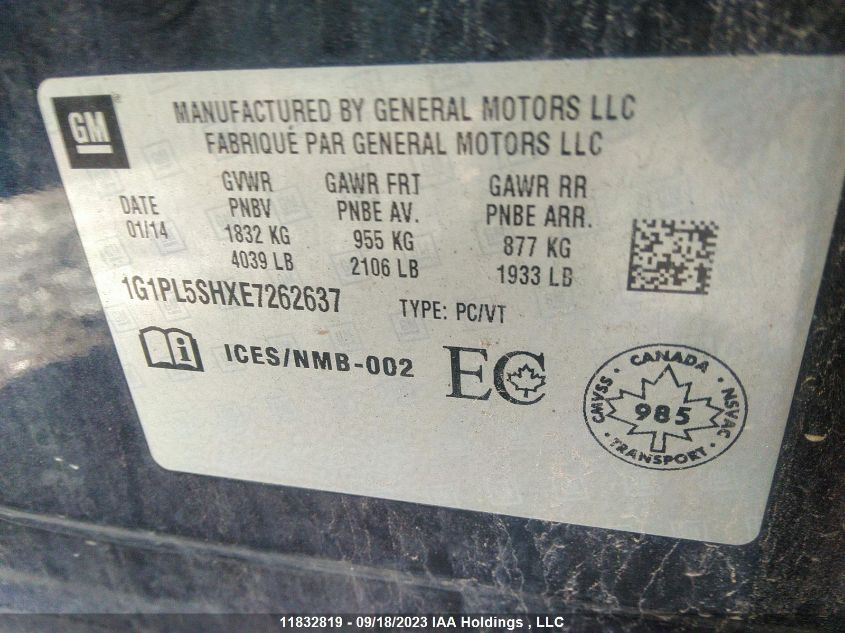 GM
MANUFACTURED BY GENERAL MOTORS LLC
FABRIQUÉ PAR GENERAL MOTORS LLC
DATE
01/14
GVWR
PNBV
1832 KG
4039 LB
GAWR FRT
PNBE AV.
955 KG
2106 LB
GAWR RR
PNBE ARR.
877 KG
1933 LB
1G1PL5SHXE7262637
TYPE: PC/VT
ICES/NMB-002
EC
CANADA
CMVSS
985
NSVAC
TRANSPORT
11832819 - 09/18/2023 IAA Holdings , LLC